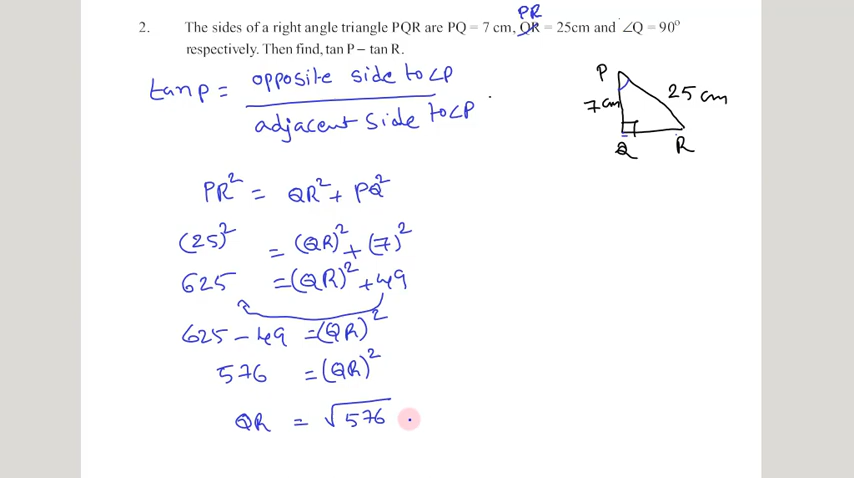 PR
2. The sides of a right angle triangle PQR are PQ = 7 cm, QR = 25cm and ∠Q = 90°
respectively. Then find, tan P – tan R.
tan P = opposite side to ∠P / adjacent side to ∠P .
P
7 cm
25 cm
Q
R
PR² = QR² + PQ²
(25)² = (QR)² + (7)²
625 = (QR)² + 49
625 – 49 = (QR)²
576 = (QR)²
QR = √576 .